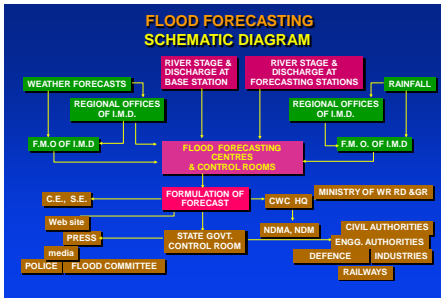 FLOOD FORECASTING
SCHEMATIC DIAGRAM
RIVER STAGE &
DISCHARGE AT
BASE STATION
RIVER STAGE &
DISCHARGE AT
FORECASTING STATIONS
WEATHER FORECASTS
RAINFALL
REGIONAL OFFICES
OF I.M.D.
REGIONAL OFFICES
OF I.M.D.
F.M.O OF I.M.D
FLOOD FORECASTING
CENTRES
& CONTROL ROOMS
F.M. O. OF I.M.D
FORMULATION OF
FORECAST
MINISTRY OF WR RD &GR
C.E., S.E.
CWC HQ
Web site
PRESS
STATE GOVT.
CONTROL ROOM
NDMA, NDM
CIVIL AUTHORITIES
ENGG. AUTHORITIES
media
DEFENCE
INDUSTRIES
POLICE
FLOOD COMMITTEE
RAILWAYS